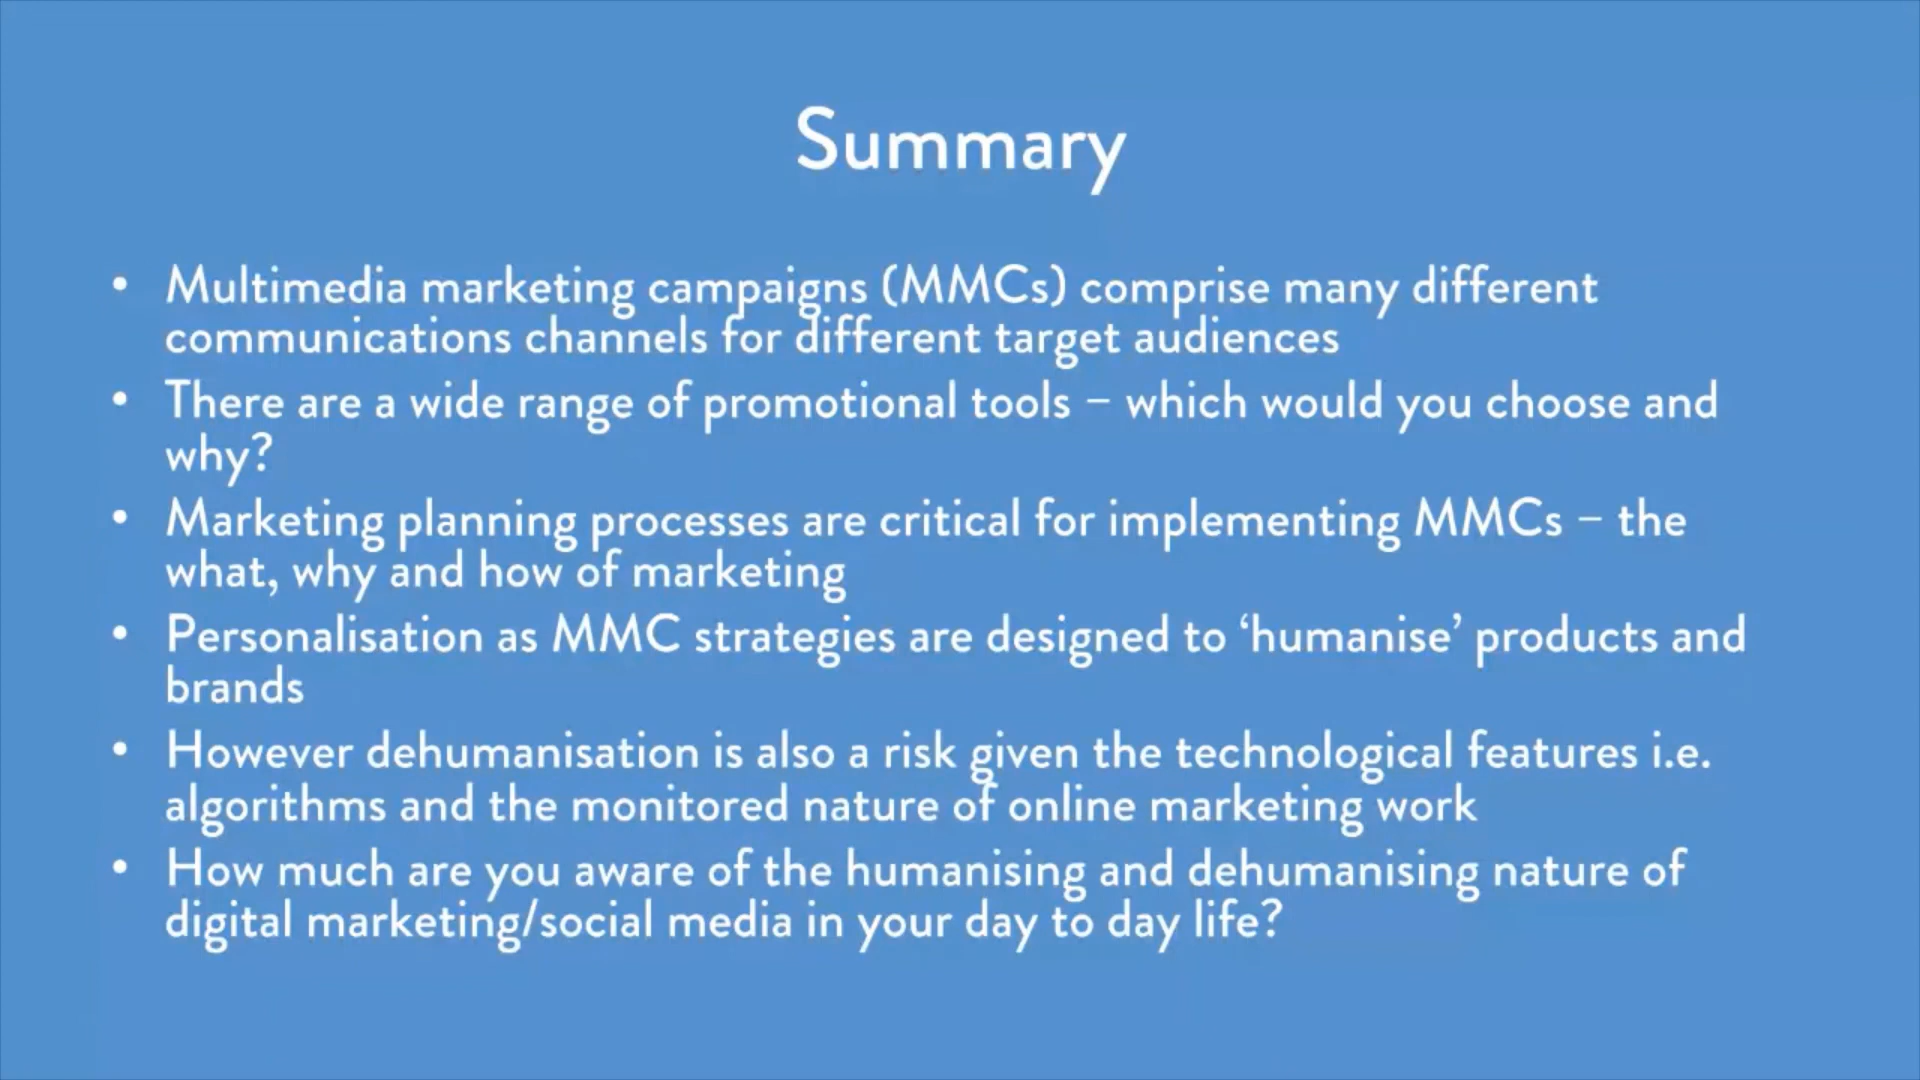 Summary
• Multimedia marketing campaigns (MMCs) comprise many different
communications channels for different target audiences
• There are a wide range of promotional tools – which would you choose and
why?
• Marketing planning processes are critical for implementing MMCs – the
what, why and how of marketing
• Personalisation as MMC strategies are designed to ‘humanise’ products and
brands
• However dehumanisation is also a risk given the technological features i.e.
algorithms and the monitored nature of online marketing work
• How much are you aware of the humanising and dehumanising nature of
digital marketing/social media in your day to day life?